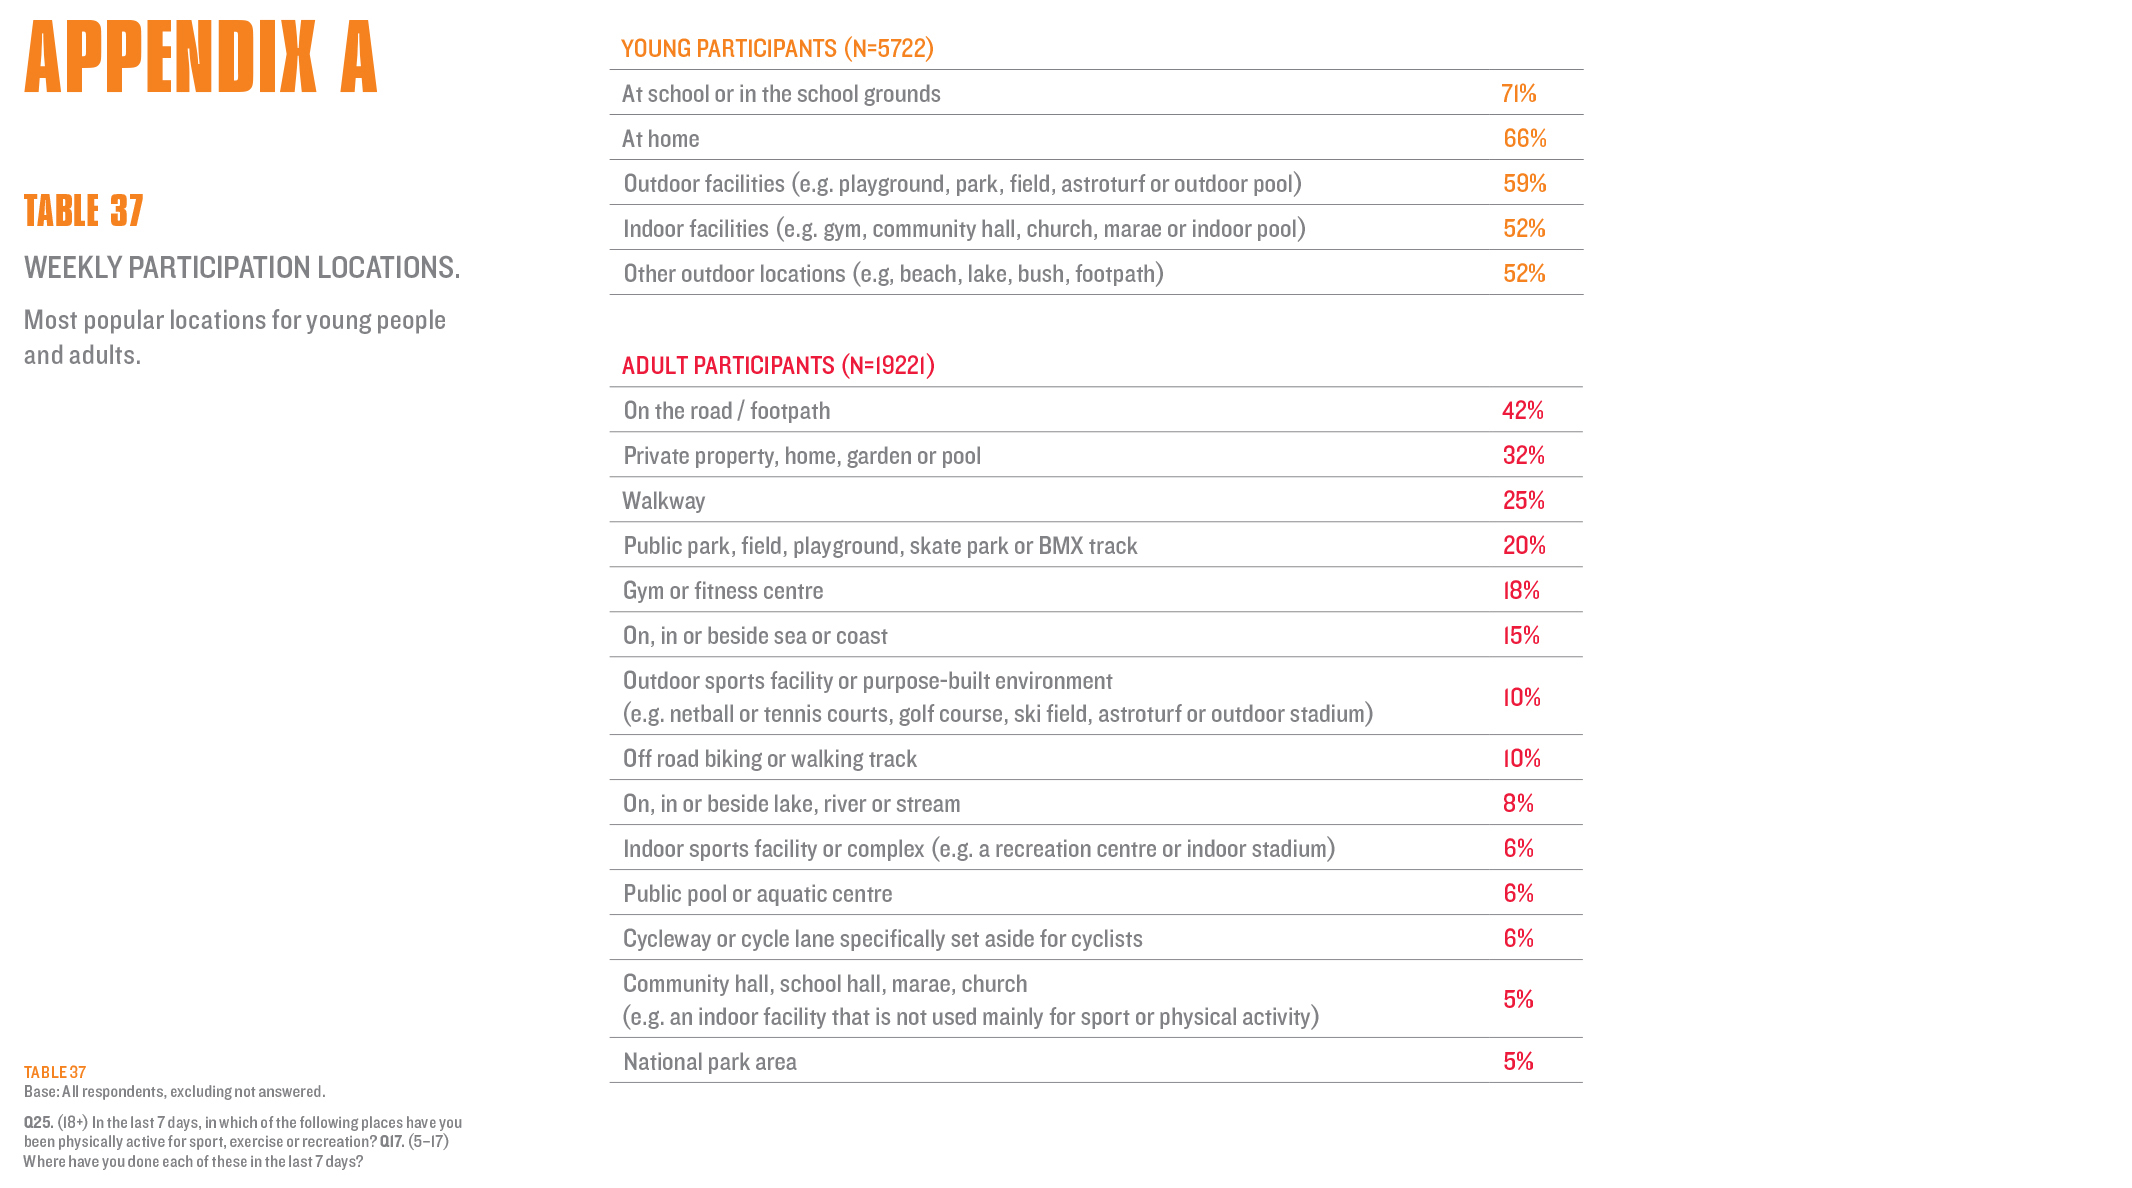 APPENDIX A
TABLE 37
WEEKLY PARTICIPATION LOCATIONS.
Most popular locations for young people
and adults.
YOUNG PARTICIPANTS (N=5722)
At school or in the school grounds 71%
At home 66%
Outdoor facilities (e.g. playground, park, field, astroturf or outdoor pool) 59%
Indoor facilities (e.g. gym, community hall, church, marae or indoor pool) 52%
Other outdoor locations (e.g, beach, lake, bush, footpath) 52%
ADULT PARTICIPANTS (N=19221)
On the road / footpath 42%
Private property, home, garden or pool 32%
Walkway 25%
Public park, field, playground, skate park or BMX track 20%
Gym or fitness centre 18%
On, in or beside sea or coast 15%
Outdoor sports facility or purpose-built environment
(e.g. netball or tennis courts, golf course, ski field, astroturf or outdoor stadium) 10%
Off road biking or walking track 10%
On, in or beside lake, river or stream 8%
Indoor sports facility or complex (e.g. a recreation centre or indoor stadium) 6%
Public pool or aquatic centre 6%
Cycleway or cycle lane specifically set aside for cyclists 6%
Community hall, school hall, marae, church
(e.g. an indoor facility that is not used mainly for sport or physical activity) 5%
National park area 5%
TABLE 37
Base: All respondents, excluding not answered.
Q25. (18+) In the last 7 days, in which of the following places have you
been physically active for sport, exercise or recreation? Q17. (5–17)
Where have you done each of these in the last 7 days?